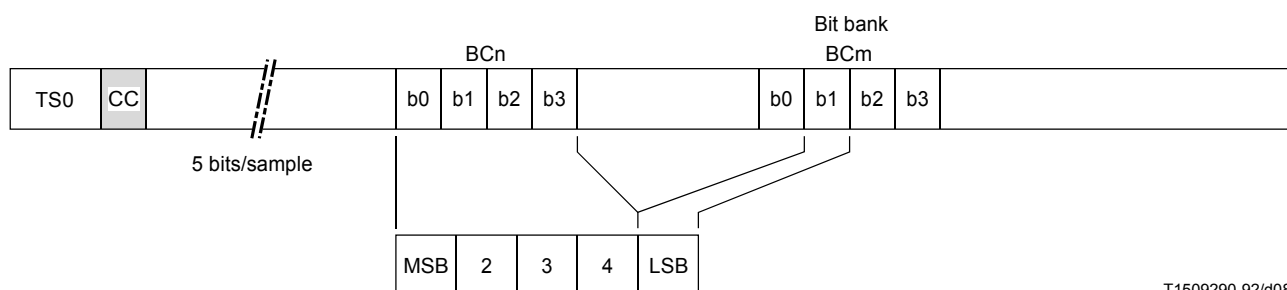 Bit bank
BCn BCm
TS0 CC b0 b1 b2 b3 b0 b1 b2 b3
5 bits/sample
MSB 2 3 4 LSB